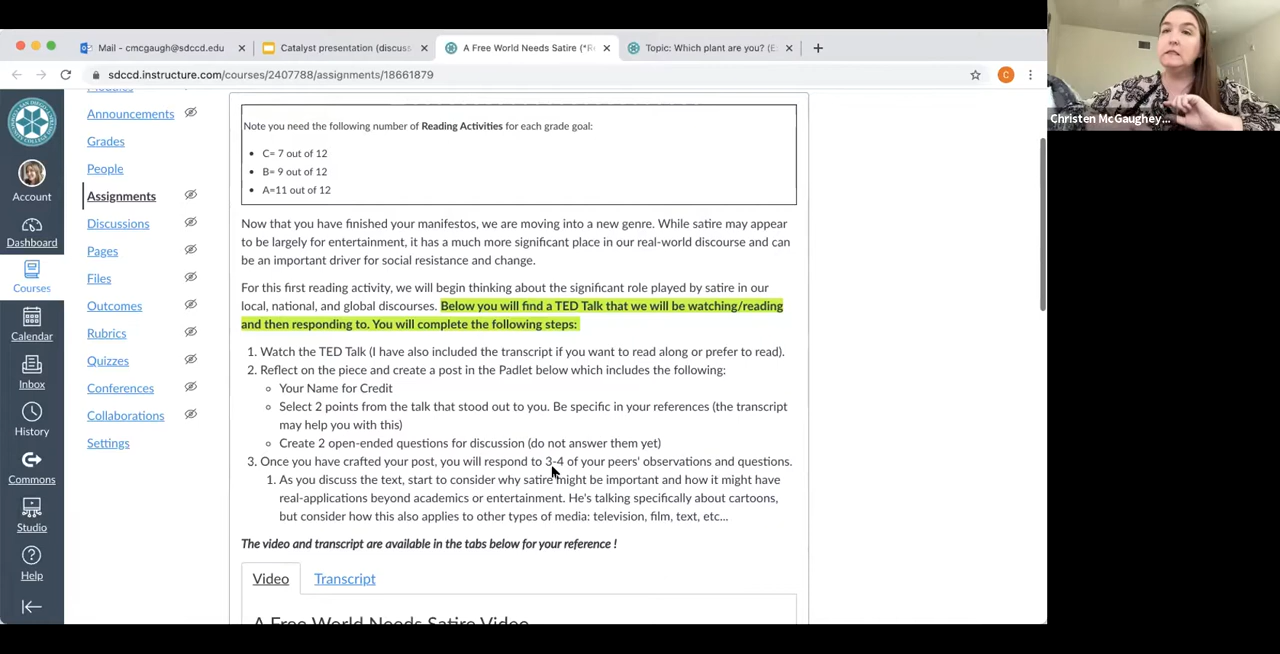 Mail - cmcgaugh@sdccd.edu
Catalyst presentation (discuss
A Free World Needs Satire (*R
Topic: Which plant are you? (E
sdccd.instructure.com/courses/2407788/assignments/18661879
C
Christen McGaughey...
Account
Dashboard
Courses
Calendar
Inbox
History
Commons
Studio
Help
Modules
Announcements
Grades
People
Assignments
Discussions
Pages
Files
Outcomes
Rubrics
Quizzes
Conferences
Collaborations
Settings
Note you need the following number of Reading Activities for each grade goal:
• C= 7 out of 12
• B= 9 out of 12
• A=11 out of 12
Now that you have finished your manifestos, we are moving into a new genre. While satire may appear
to be largely for entertainment, it has a much more significant place in our real-world discourse and can
be an important driver for social resistance and change.
For this first reading activity, we will begin thinking about the significant role played by satire in our
local, national, and global discourses. Below you will find a TED Talk that we will be watching/reading
and then responding to. You will complete the following steps:
1. Watch the TED Talk (I have also included the transcript if you want to read along or prefer to read).
2. Reflect on the piece and create a post in the Padlet below which includes the following:
Your Name for Credit
Select 2 points from the talk that stood out to you. Be specific in your references (the transcript
may help you with this)
Create 2 open-ended questions for discussion (do not answer them yet)
3. Once you have crafted your post, you will respond to 3-4 of your peers' observations and questions.
1. As you discuss the text, start to consider why satire might be important and how it might have
real-applications beyond academics or entertainment. He's talking specifically about cartoons,
but consider how this also applies to other types of media: television, film, text, etc...
The video and transcript are available in the tabs below for your reference !
Video
Transcript
A Free World Needs Satire Video